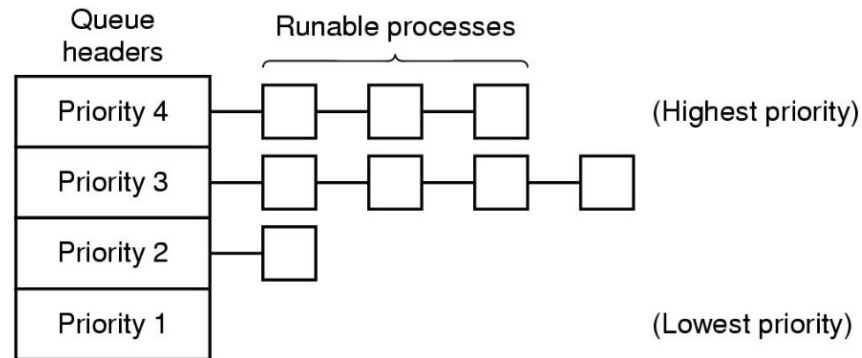 Queue
headers
Runable processes
Priority 4
(Highest priority)
Priority 3
Priority 2
Priority 1
(Lowest priority)